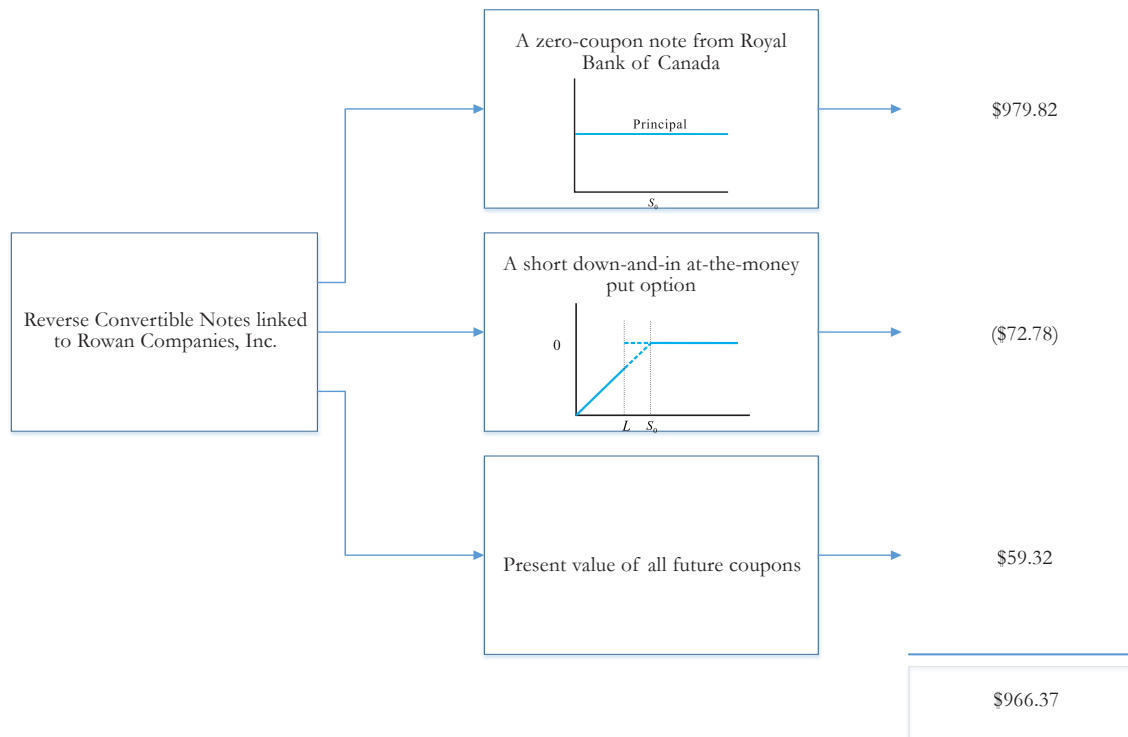 A zero-coupon note from Royal
Bank of Canada
Principal
S₀
$979.82
Reverse Convertible Notes linked
to Rowan Companies, Inc.
A short down-and-in at-the-money
put option
0
L S₀
($72.78)
Present value of all future coupons
$59.32
$966.37